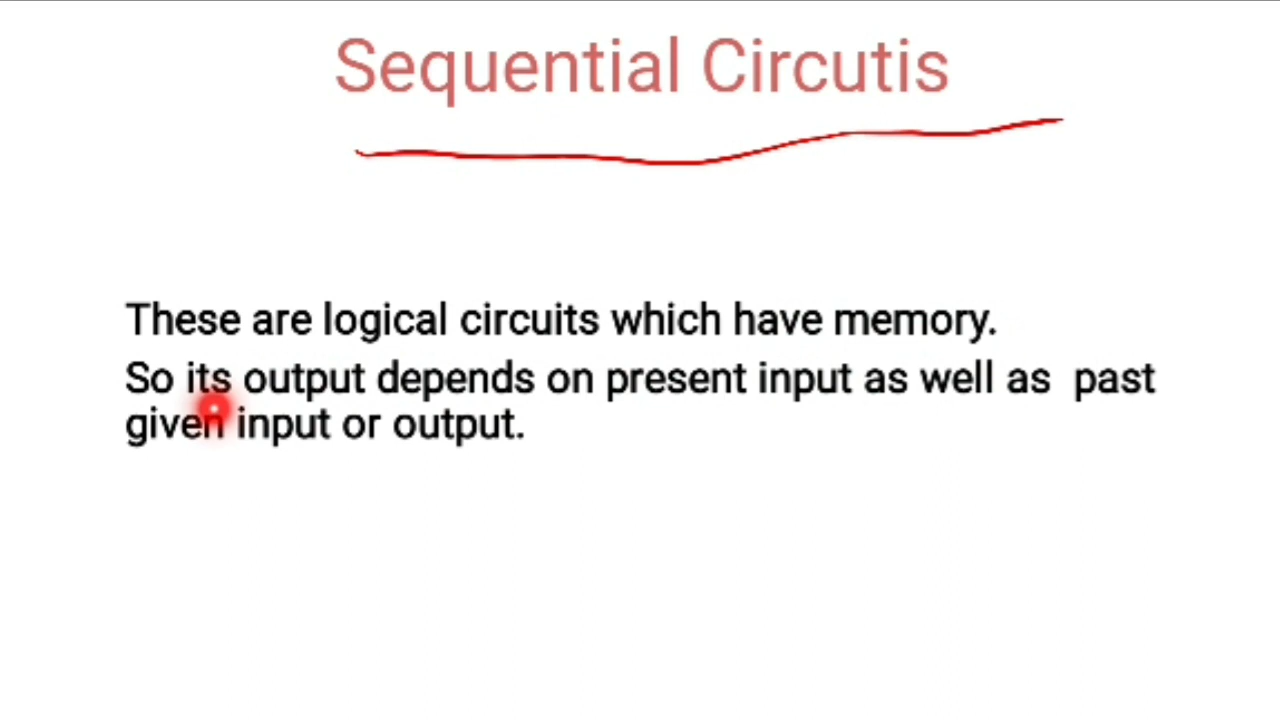 Sequential Circutis
These are logical circuits which have memory.
So its output depends on present input as well as past
given input or output.